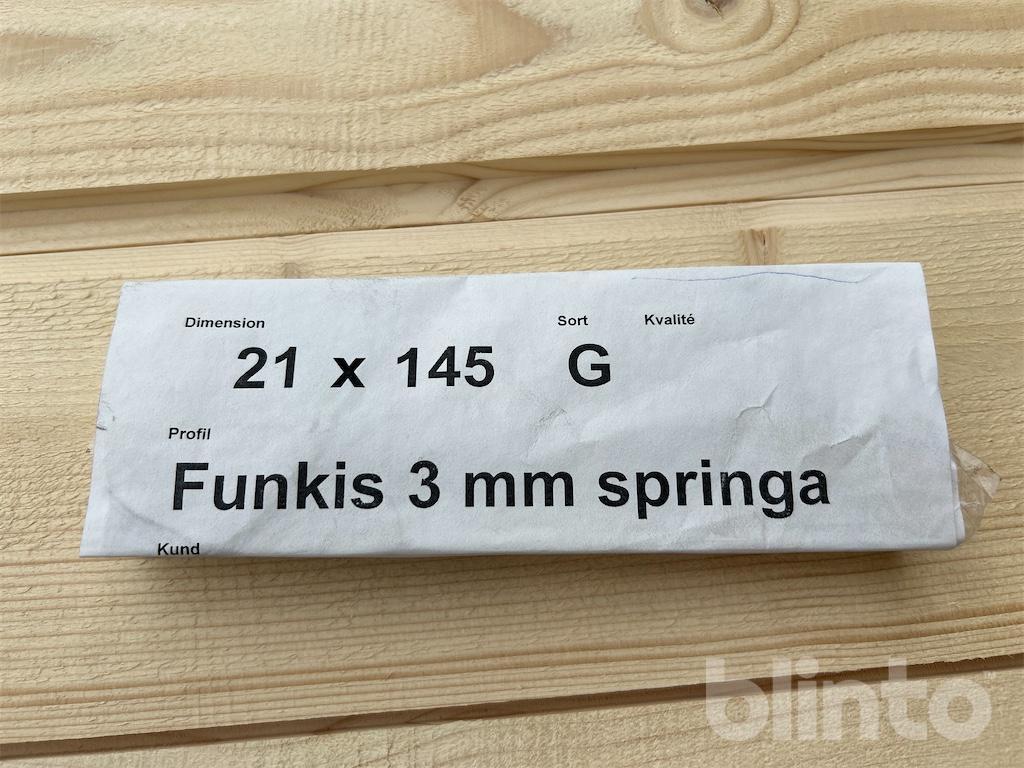 Dimension Sort Kvalité
21 x 145 G
Profil
Funkis 3 mm springa
Kund
blinto